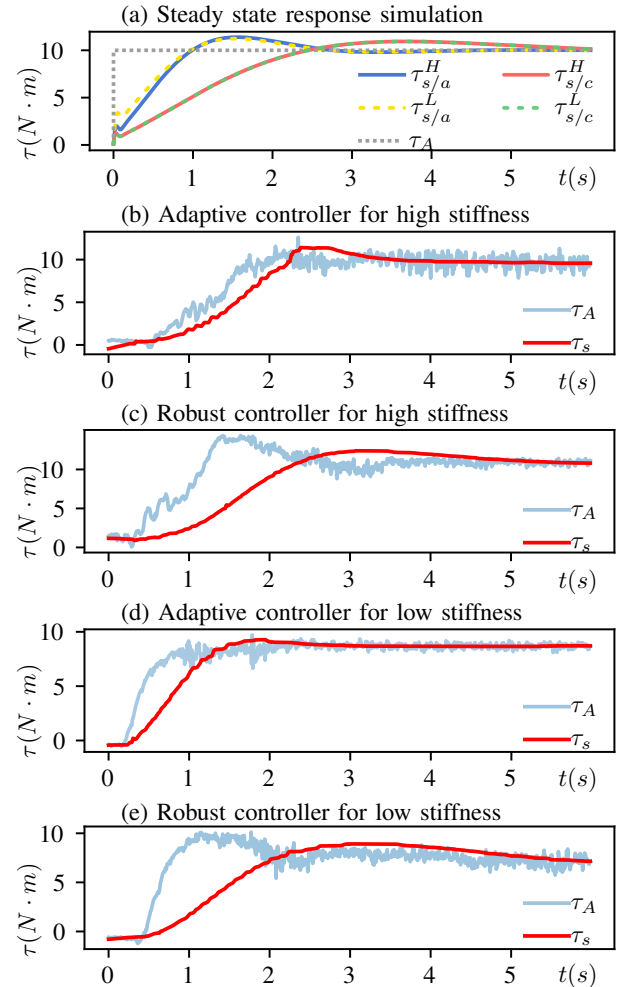 (a) Steady state response simulation
τ(N · m)
10
5
0
τ^H_{s/a}
τ^H_{s/c}
τ^L_{s/a}
τ^L_{s/c}
τ_A
0 1 2 3 4 5 t(s)
(b) Adaptive controller for high stiffness
τ(N · m)
10
5
0
τ_A
τ_s
0 1 2 3 4 5 t(s)
(c) Robust controller for high stiffness
τ(N · m)
10
5
0
τ_A
τ_s
0 1 2 3 4 5 t(s)
(d) Adaptive controller for low stiffness
τ(N · m)
10
5
0
τ_A
τ_s
0 1 2 3 4 5 t(s)
(e) Robust controller for low stiffness
τ(N · m)
10
5
0
τ_A
τ_s
0 1 2 3 4 5 t(s)